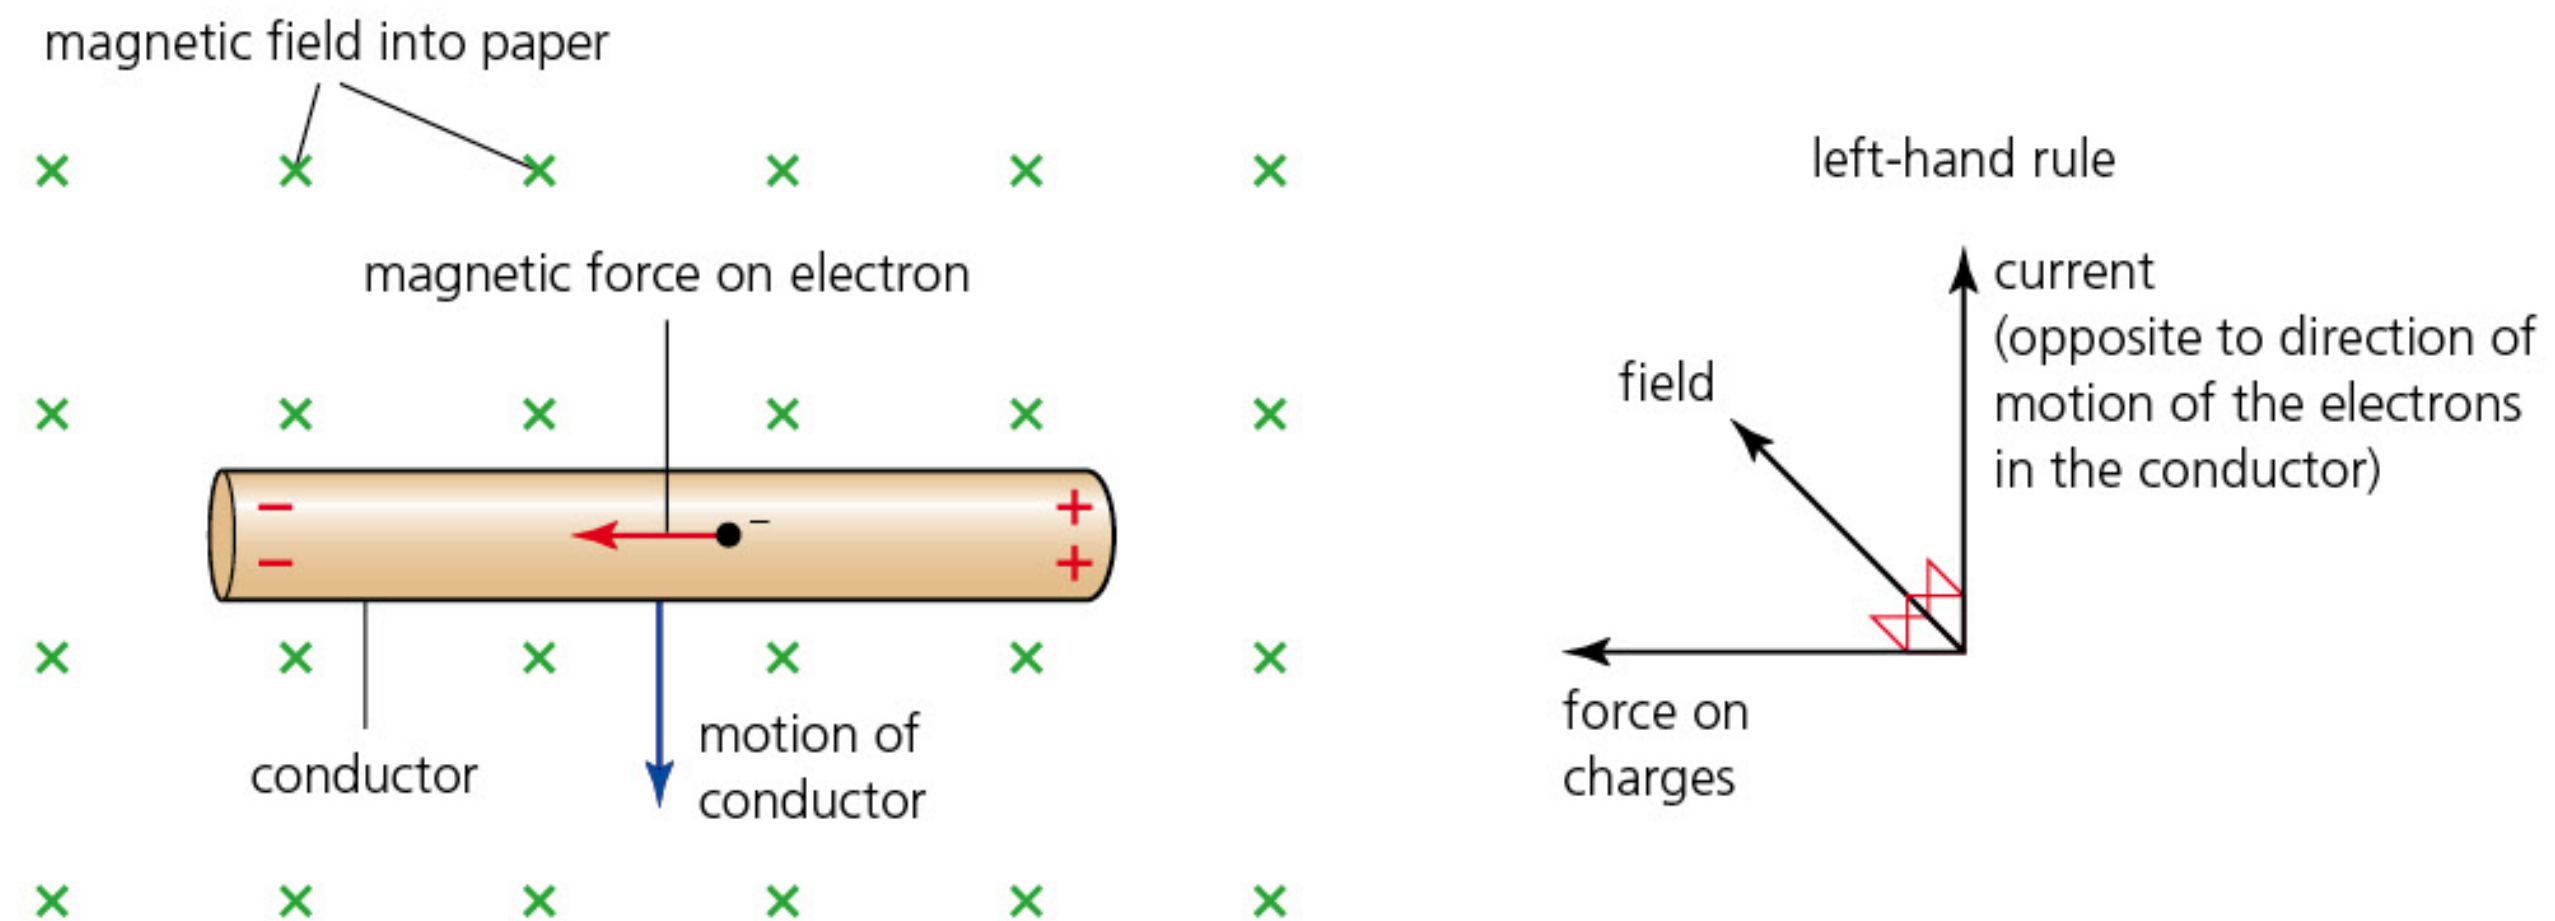 magnetic field into paper
magnetic force on electron
−
− +
− +
conductor
motion of
conductor
left-hand rule
current
(opposite to direction of
motion of the electrons
in the conductor)
field
force on
charges